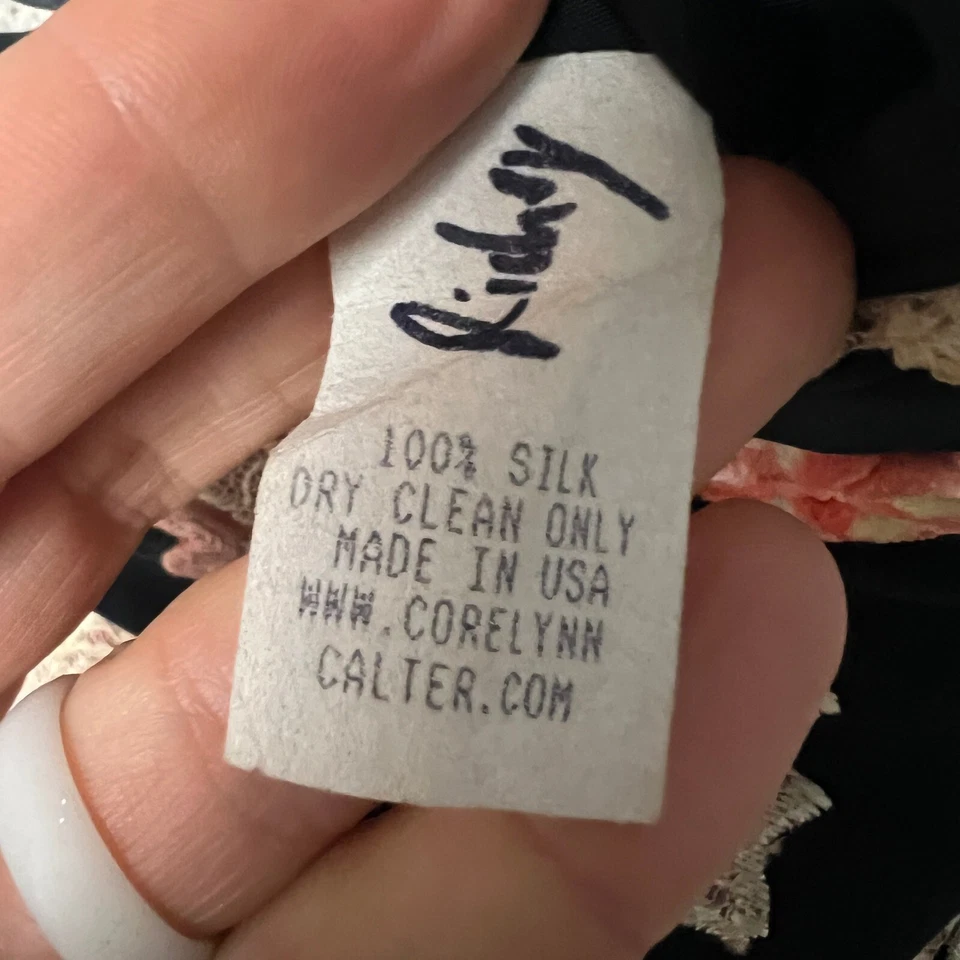 100% SILK
DRY CLEAN ONLY
MADE IN USA
WWW.CORELYNN
CALTER.COM